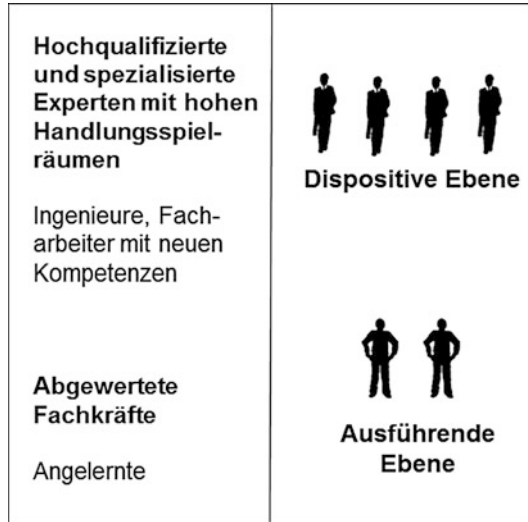 Hochqualifizierte
und spezialisierte
Experten mit hohen
Handlungsspiel-
räumen
Ingenieure, Fach-
arbeiter mit neuen
Kompetenzen
Dispositive Ebene
Abgewertete
Fachkräfte
Angelernte
Ausführende
Ebene